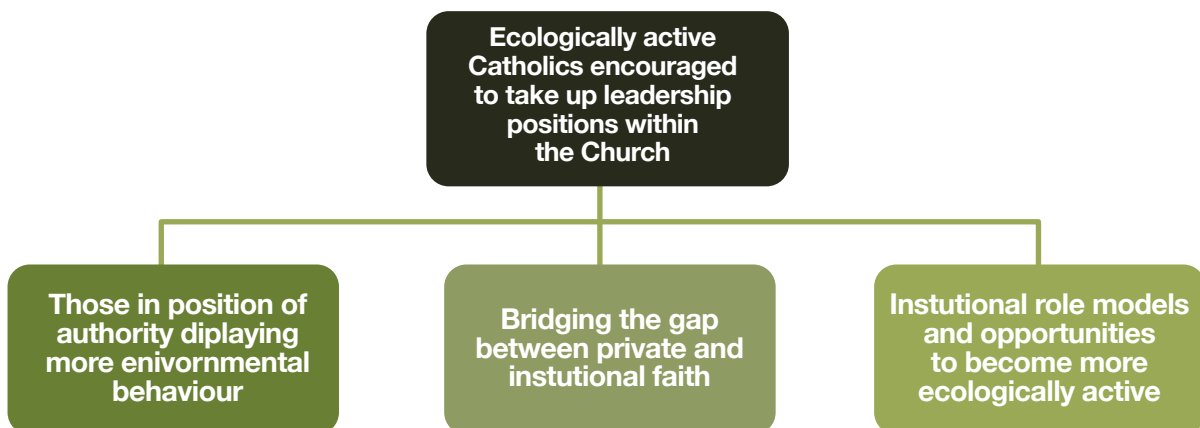 Ecologically active
Catholics encouraged
to take up leadership
positions within
the Church
Those in position of
authority diplaying
more enivornmental
behaviour
Bridging the gap
between private and
instutional faith
Instutional role models
and opportunities
to become more
ecologically active